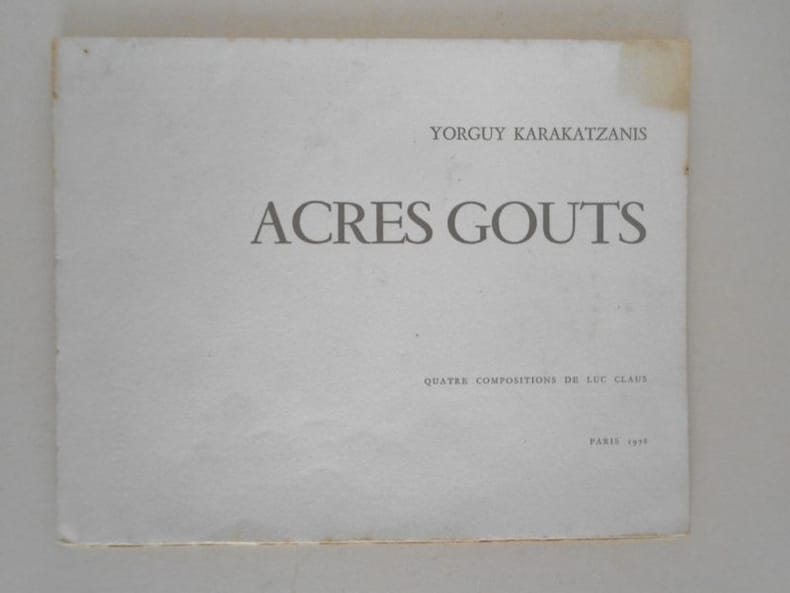 YORGUY KARAKATZANIS
ACRES GOUTS
QUATRE COMPOSITIONS DE LUC CLAUS
PARIS